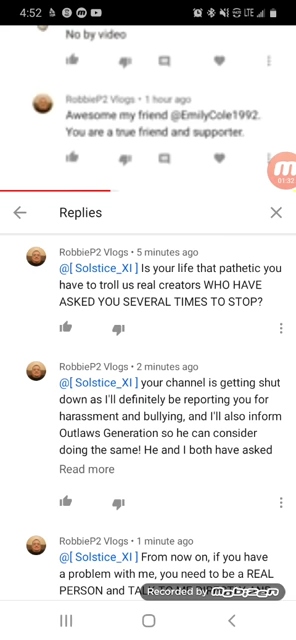 4:52
LTE
No by video
RobbieP2 Vlogs • 1 hour ago
Awesome my friend @EmilyCole1992.
You are a true friend and supporter.
01:32
Replies
RobbieP2 Vlogs • 5 minutes ago
@[ Solstice_XI ] Is your life that pathetic you
have to troll us real creators WHO HAVE
ASKED YOU SEVERAL TIMES TO STOP?
RobbieP2 Vlogs • 2 minutes ago
@[ Solstice_XI ] your channel is getting shut
down as I'll definitely be reporting you for
harassment and bullying, and I'll also inform
Outlaws Generation so he can consider
doing the same! He and I both have asked
Read more
RobbieP2 Vlogs • 1 minute ago
@[ Solstice_XI ] From now on, if you have
a problem with me, you need to be a REAL
PERSON and
Recorded by mobizen